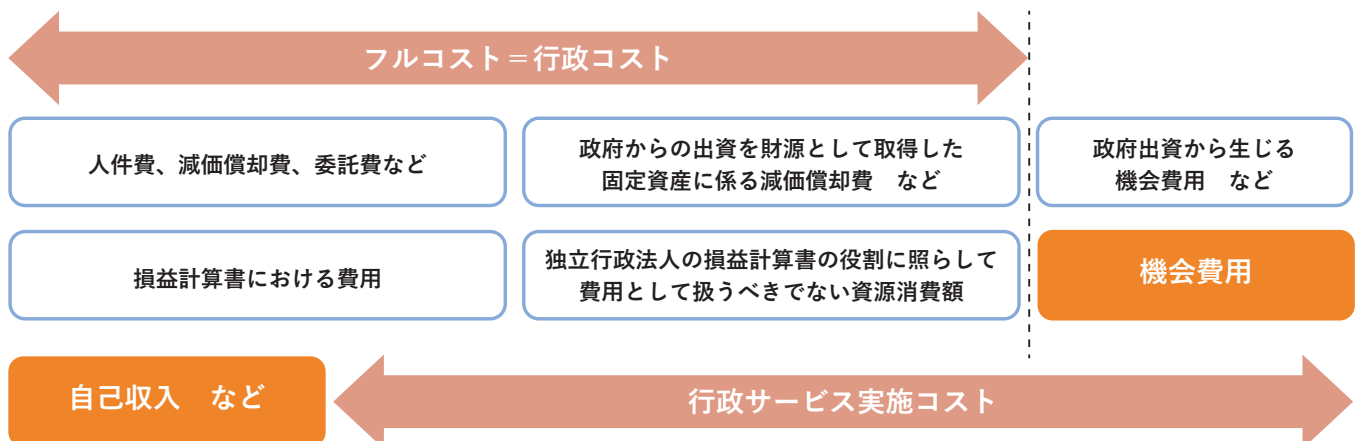 フルコスト＝行政コスト
人件費、減価償却費、委託費など
政府からの出資を財源として取得した
固定資産に係る減価償却費　など
政府出資から生じる
機会費用　など
損益計算書における費用
独立行政法人の損益計算書の役割に照らして
費用として扱うべきでない資源消費額
機会費用
自己収入　など
行政サービス実施コスト